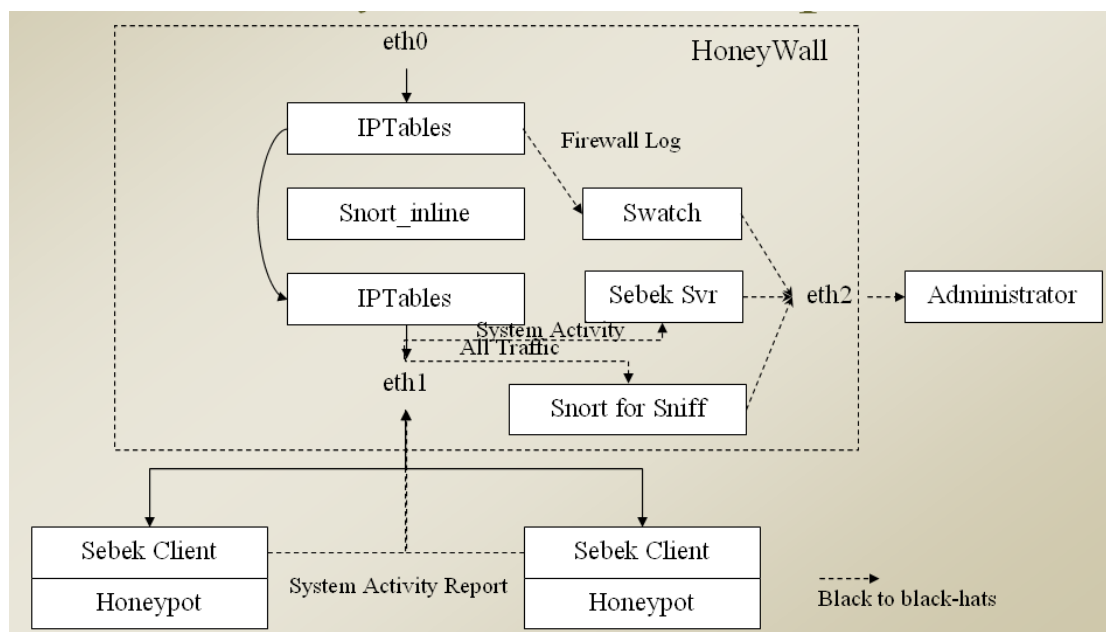 eth0
HoneyWall
IPTables
Firewall Log
Snort_inline
Swatch
IPTables
Sebek Svr
eth2
Administrator
System Activity
All Traffic
eth1
Snort for Sniff
Sebek Client
Sebek Client
System Activity Report
Honeypot
Honeypot
Black to black-hats